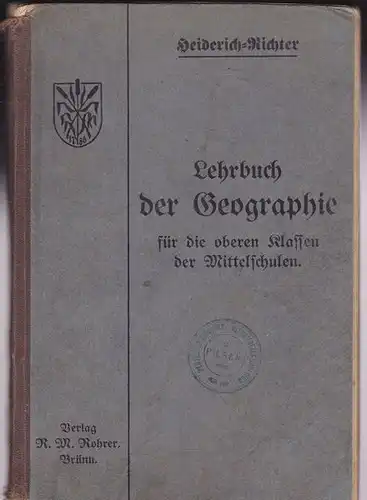 Heiderich=Richter
Lehrbuch
der Geographie
für die oberen Klassen
der Mittelschulen.
Verlag
R. M. Rohrer.
Brünn.